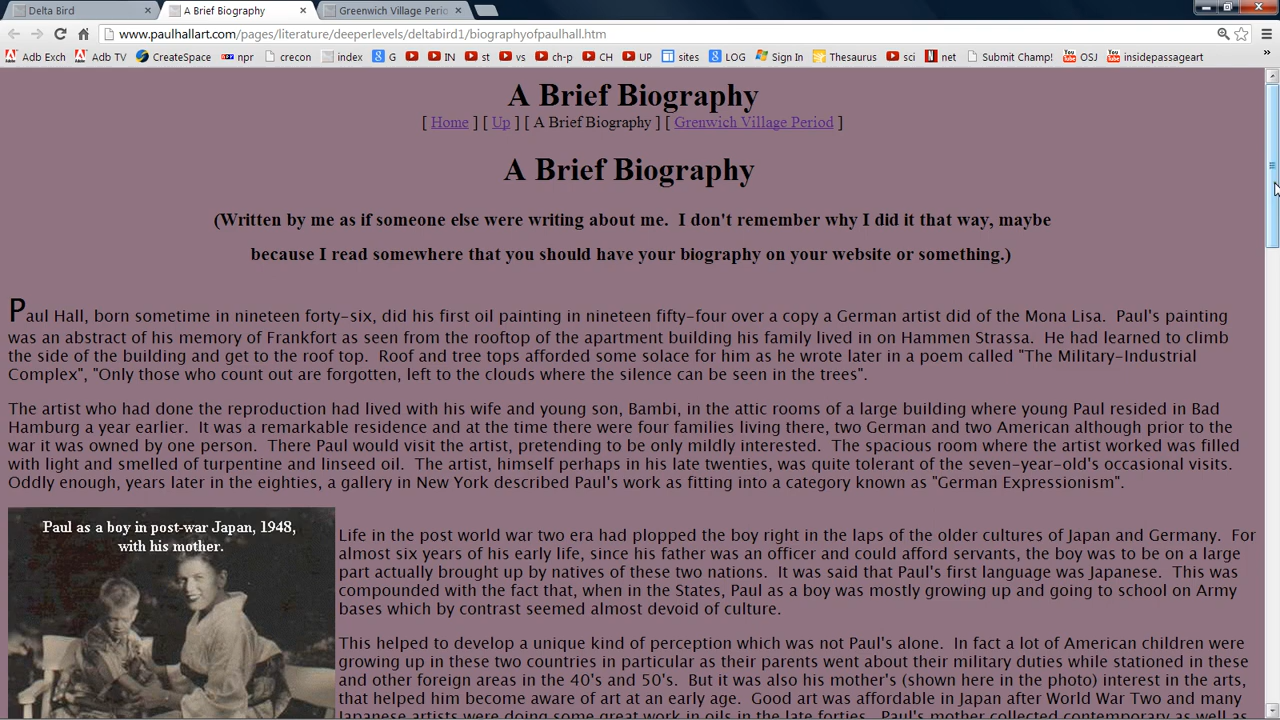 Delta Bird
A Brief Biography
Greenwich Village Perio
www.paulhallart.com/pages/literature/deeperlevels/deltabird1/biographyofpaulhall.htm
Adb Exch Adb TV CreateSpace npr crecon index G IN st vs ch-p CH UP sites LOG Sign In Thesaurus sci net Submit Champ! OSJ insidepassageart »
A Brief Biography
[ Home ] [ Up ] [ A Brief Biography ] [ Grenwich Village Period ]
A Brief Biography
(Written by me as if someone else were writing about me.  I don't remember why I did it that way, maybe
because I read somewhere that you should have your biography on your website or something.)
Paul Hall, born sometime in nineteen forty-six, did his first oil painting in nineteen fifty-four over a copy a German artist did of the Mona Lisa.  Paul's painting
was an abstract of his memory of Frankfort as seen from the rooftop of the apartment building his family lived in on Hammen Strassa.  He had learned to climb
the side of the building and get to the roof top.  Roof and tree tops afforded some solace for him as he wrote later in a poem called "The Military-Industrial
Complex", "Only those who count out are forgotten, left to the clouds where the silence can be seen in the trees".
The artist who had done the reproduction had lived with his wife and young son, Bambi, in the attic rooms of a large building where young Paul resided in Bad
Hamburg a year earlier.  It was a remarkable residence and at the time there were four families living there, two German and two American although prior to the
war it was owned by one person.  There Paul would visit the artist, pretending to be only mildly interested.  The spacious room where the artist worked was filled
with light and smelled of turpentine and linseed oil.  The artist, himself perhaps in his late twenties, was quite tolerant of the seven-year-old's occasional visits.
Oddly enough, years later in the eighties, a gallery in New York described Paul's work as fitting into a category known as "German Expressionism".
Paul as a boy in post-war Japan, 1948,
with his mother.
Life in the post world war two era had plopped the boy right in the laps of the older cultures of Japan and Germany.  For
almost six years of his early life, since his father was an officer and could afford servants, the boy was to be on a large
part actually brought up by natives of these two nations.  It was said that Paul's first language was Japanese.  This was
compounded with the fact that, when in the States, Paul as a boy was mostly growing up and going to school on Army
bases which by contrast seemed almost devoid of culture.
This helped to develop a unique kind of perception which was not Paul's alone.  In fact a lot of American children were
growing up in these two countries in particular as their parents went about their military duties while stationed in these
and other foreign areas in the 40's and 50's.  But it was also his mother's (shown here in the photo) interest in the arts,
that helped him become aware of art at an early age.  Good art was affordable in Japan after World War Two and many
Japanese artists were doing some great work in oils in the late forties.  Paul's mother collected contemporary as well as